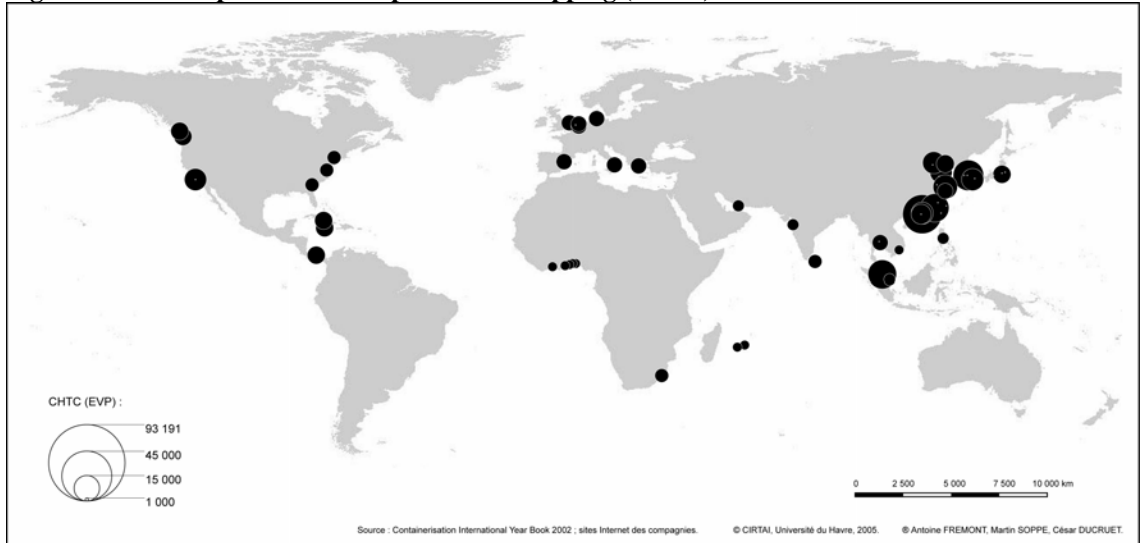 CHTC (EVP) :
93 191
45 000
15 000
1 000
0 2 500 5 000 7 500 10 000 km
Source : Containerisation International Year Book 2002 ; sites Internet des compagnies. © CIRTAI, Université du Havre, 2005. ® Antoine FREMONT, Martin SOPPE, César DUCRUET.